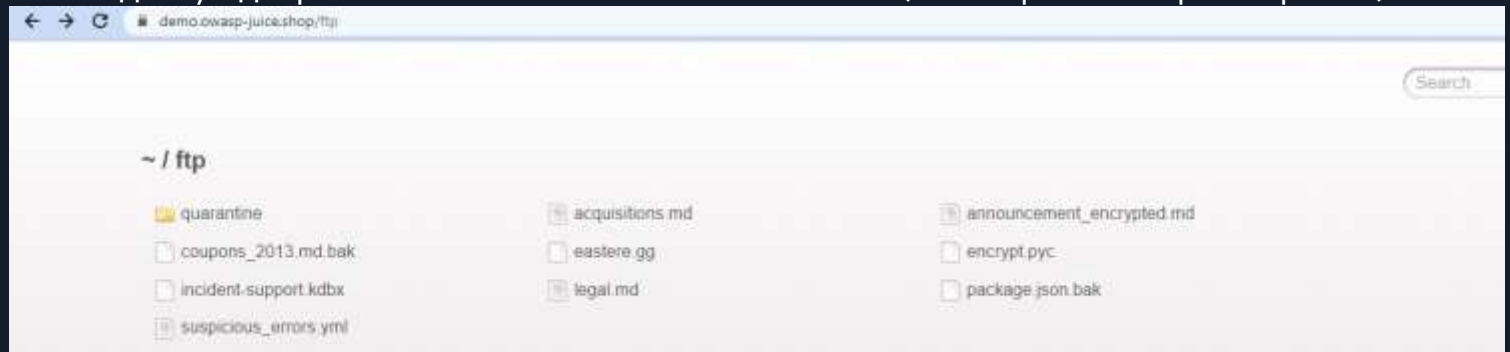 demo.owasp-juice.shop/ftp
Search
~ / ftp
quarantine acquisitions.md announcement_encrypted.md
coupons_2013.md.bak eastere.gg encrypt.pyc
incident-support.kdbx legal.md package.json.bak
suspicious_errors.yml